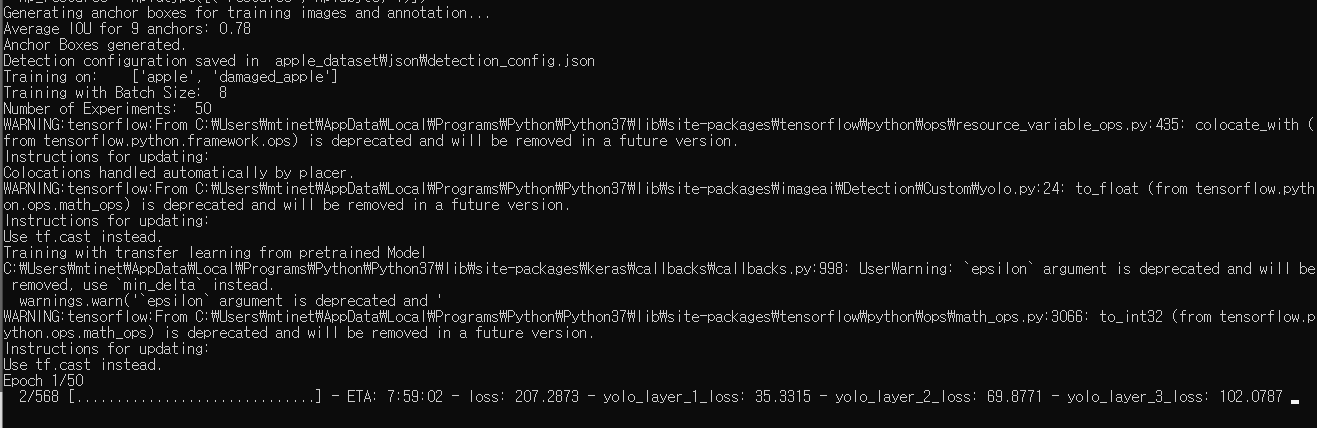 Generating anchor boxes for training images and annotation...
Average IOU for 9 anchors: 0.78
Anchor Boxes generated.
Detection configuration saved in  apple_dataset₩json₩detection_config.json
Training on:    ['apple', 'damaged_apple']
Training with Batch Size:  8
Number of Experiments:  50
WARNING:tensorflow:From C:₩Users₩mtinet₩AppData₩Local₩Programs₩Python₩Python37₩lib₩site-packages₩tensorflow₩python₩ops₩resource_variable_ops.py:435: colocate_with (
from tensorflow.python.framework.ops) is deprecated and will be removed in a future version.
Instructions for updating:
Colocations handled automatically by placer.
WARNING:tensorflow:From C:₩Users₩mtinet₩AppData₩Local₩Programs₩Python₩Python37₩lib₩site-packages₩imageai₩Detection₩Custom₩yolo.py:24: to_float (from tensorflow.pyth
on.ops.math_ops) is deprecated and will be removed in a future version.
Instructions for updating:
Use tf.cast instead.
Training with transfer learning from pretrained Model
C:₩Users₩mtinet₩AppData₩Local₩Programs₩Python₩Python37₩lib₩site-packages₩keras₩callbacks₩callbacks.py:998: UserWarning: `epsilon` argument is deprecated and will be
 removed, use `min_delta` instead.
  warnings.warn('`epsilon` argument is deprecated and '
WARNING:tensorflow:From C:₩Users₩mtinet₩AppData₩Local₩Programs₩Python₩Python37₩lib₩site-packages₩tensorflow₩python₩ops₩math_ops.py:3066: to_int32 (from tensorflow.p
ython.ops.math_ops) is deprecated and will be removed in a future version.
Instructions for updating:
Use tf.cast instead.
Epoch 1/50
  2/568 [..............................] - ETA: 7:59:02 - loss: 207.2873 - yolo_layer_1_loss: 35.3315 - yolo_layer_2_loss: 69.8771 - yolo_layer_3_loss: 102.0787